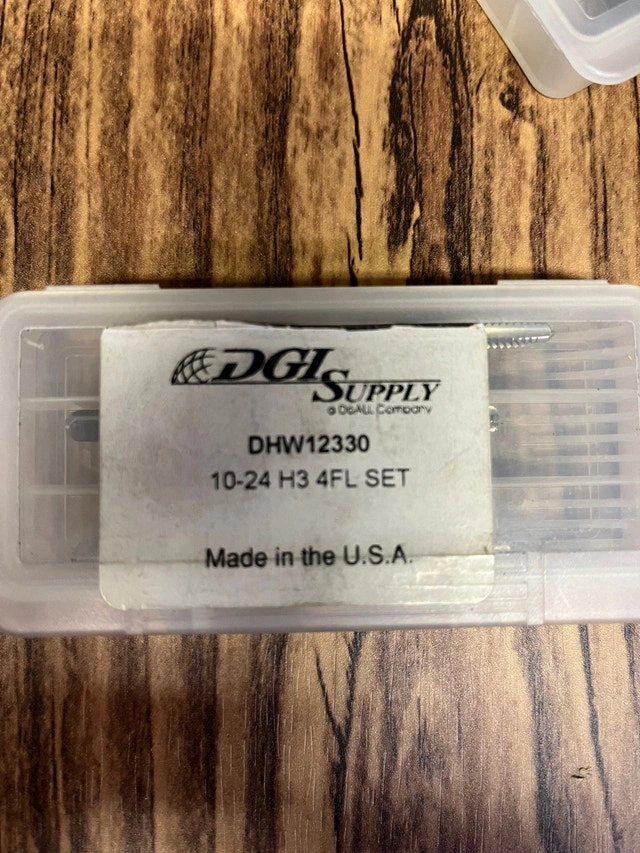 DGI
SUPPLY
a DoALL Company
DHW12330
10-24 H3 4FL SET
Made in the U.S.A.